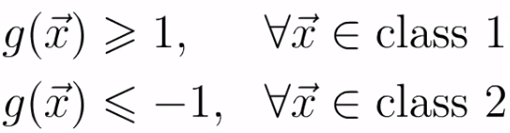 g(x⃗) ⩾ 1, ∀x⃗ ∈ class 1
g(x⃗) ⩽ −1, ∀x⃗ ∈ class 2